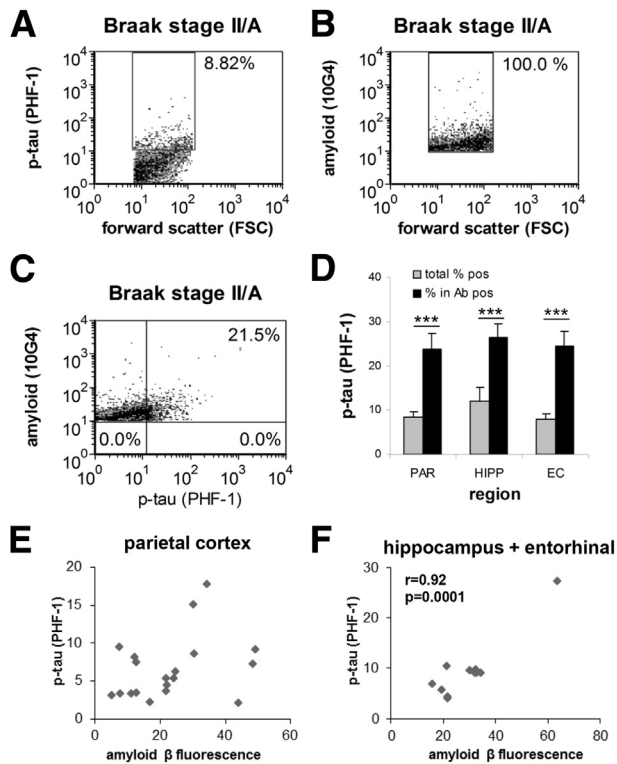 A
Braak stage II/A
p-tau (PHF-1)
10^4
10^3
10^2
10^1
10^0
8.82%
10^0 10^1 10^2 10^3 10^4
forward scatter (FSC)
B
Braak stage II/A
amyloid (10G4)
10^4
10^3
10^2
10^1
10^0
100.0 %
10^0 10^1 10^2 10^3 10^4
forward scatter (FSC)
C
Braak stage II/A
amyloid (10G4)
10^4
10^3
10^2
10^1
10^0
21.5%
0.0% 0.0%
10^0 10^1 10^2 10^3 10^4
p-tau (PHF-1)
D
p-tau (PHF-1)
40
30
20
10
0
total % pos
% in Ab pos
*** *** ***
PAR HIPP EC
region
E
parietal cortex
p-tau (PHF-1)
20
15
10
5
0
0 20 40 60
amyloid β fluorescence
F
hippocampus + entorhinal
p-tau (PHF-1)
30
20
10
0
r=0.92
p=0.0001
0 20 40 60 80
amyloid β fluorescence